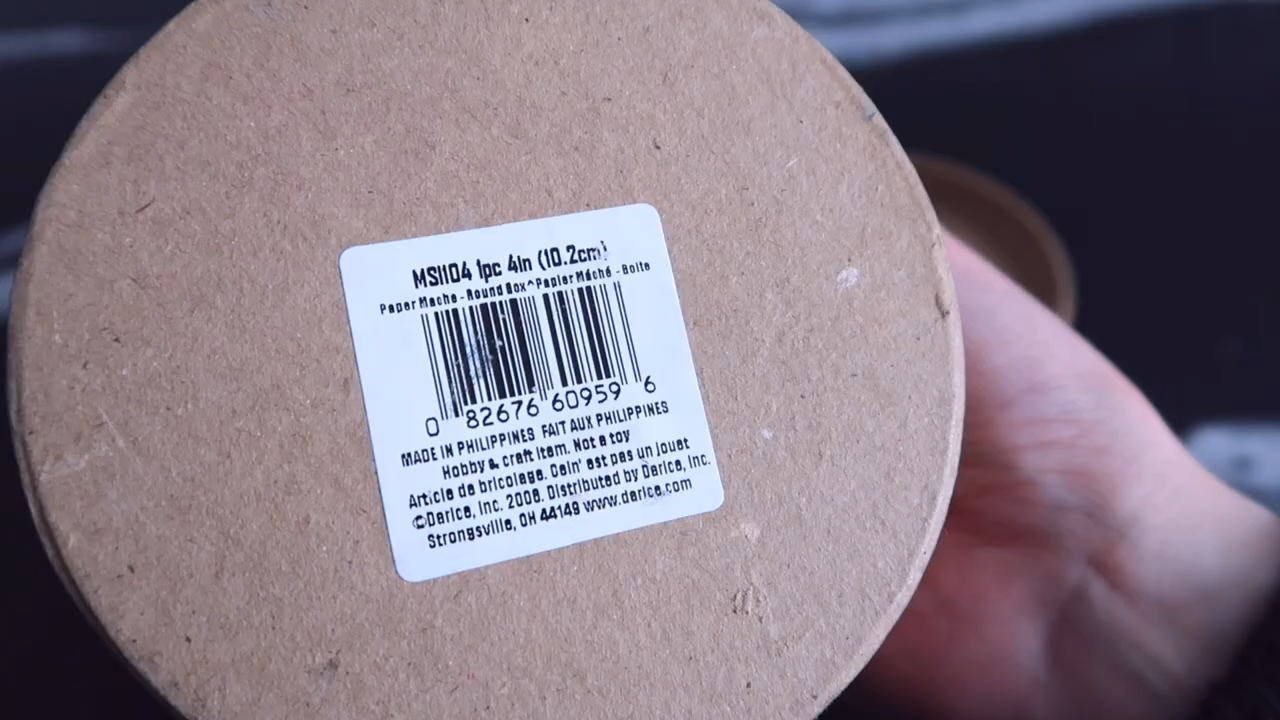 MSI104 1pc 4in (10.2cm)
Paper Mache - Round Box^Papier Mâché - Boite
0 82676 60959 6
MADE IN PHILIPPINES FAIT AUX PHILIPPINES
Hobby & craft item. Not a toy
Article de bricolage. Cein' est pas un jouet
©Darice, Inc. 2008. Distributed by Darice, Inc.
Strongsville, OH 44149 www.darice.com